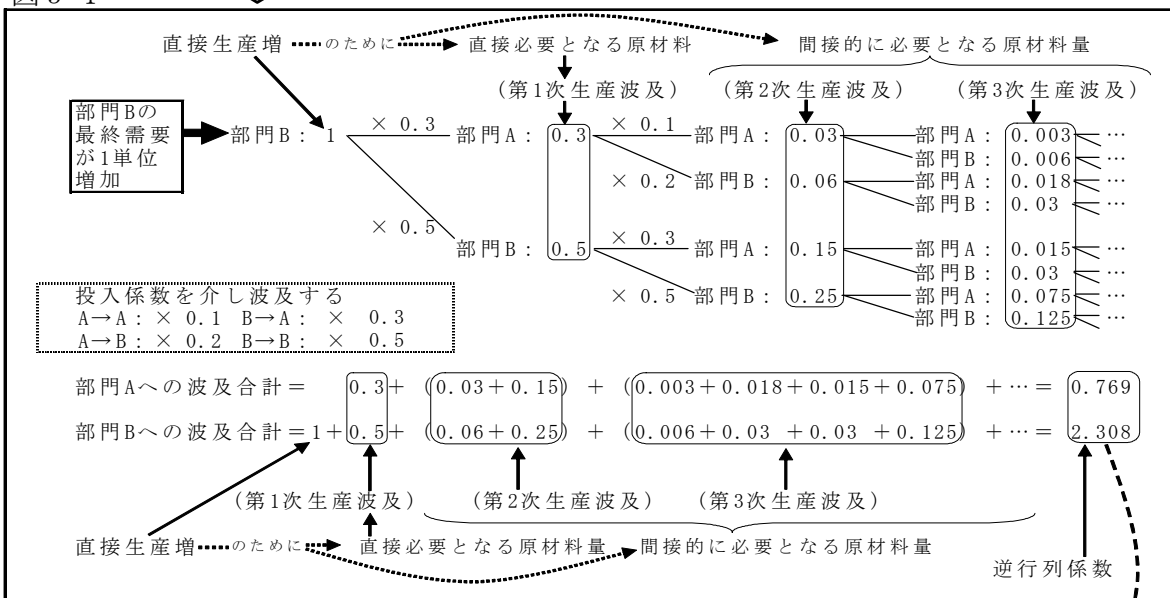 図3-1
直接生産増 のために 直接必要となる原材料 間接的に必要となる原材料量
(第1次生産波及) (第2次生産波及) (第3次生産波及)
部門Bの
最終需要
が1単位
増加
部門B: 1 × 0.3 部門A: 0.3 × 0.1 部門A: 0.03 部門A: 0.003 …
部門B: 0.006 …
× 0.2 部門B: 0.06 部門A: 0.018 …
部門B: 0.03 …
× 0.5 部門B: 0.5 × 0.3 部門A: 0.15 部門A: 0.015 …
部門B: 0.03 …
× 0.5 部門B: 0.25 部門A: 0.075 …
部門B: 0.125 …
投入係数を介し波及する
A→A: × 0.1 B→A: × 0.3
A→B: × 0.2 B→B: × 0.5
部門Aへの波及合計= 0.3+ (0.03+0.15) + (0.003+0.018+0.015+0.075) +…= 0.769
部門Bへの波及合計=1+0.5+ (0.06+0.25) + (0.006+0.03 +0.03 +0.125) +…= 2.308
(第1次生産波及) (第2次生産波及) (第3次生産波及)
直接生産増 のために 直接必要となる原材料量 間接的に必要となる原材料量
逆行列係数